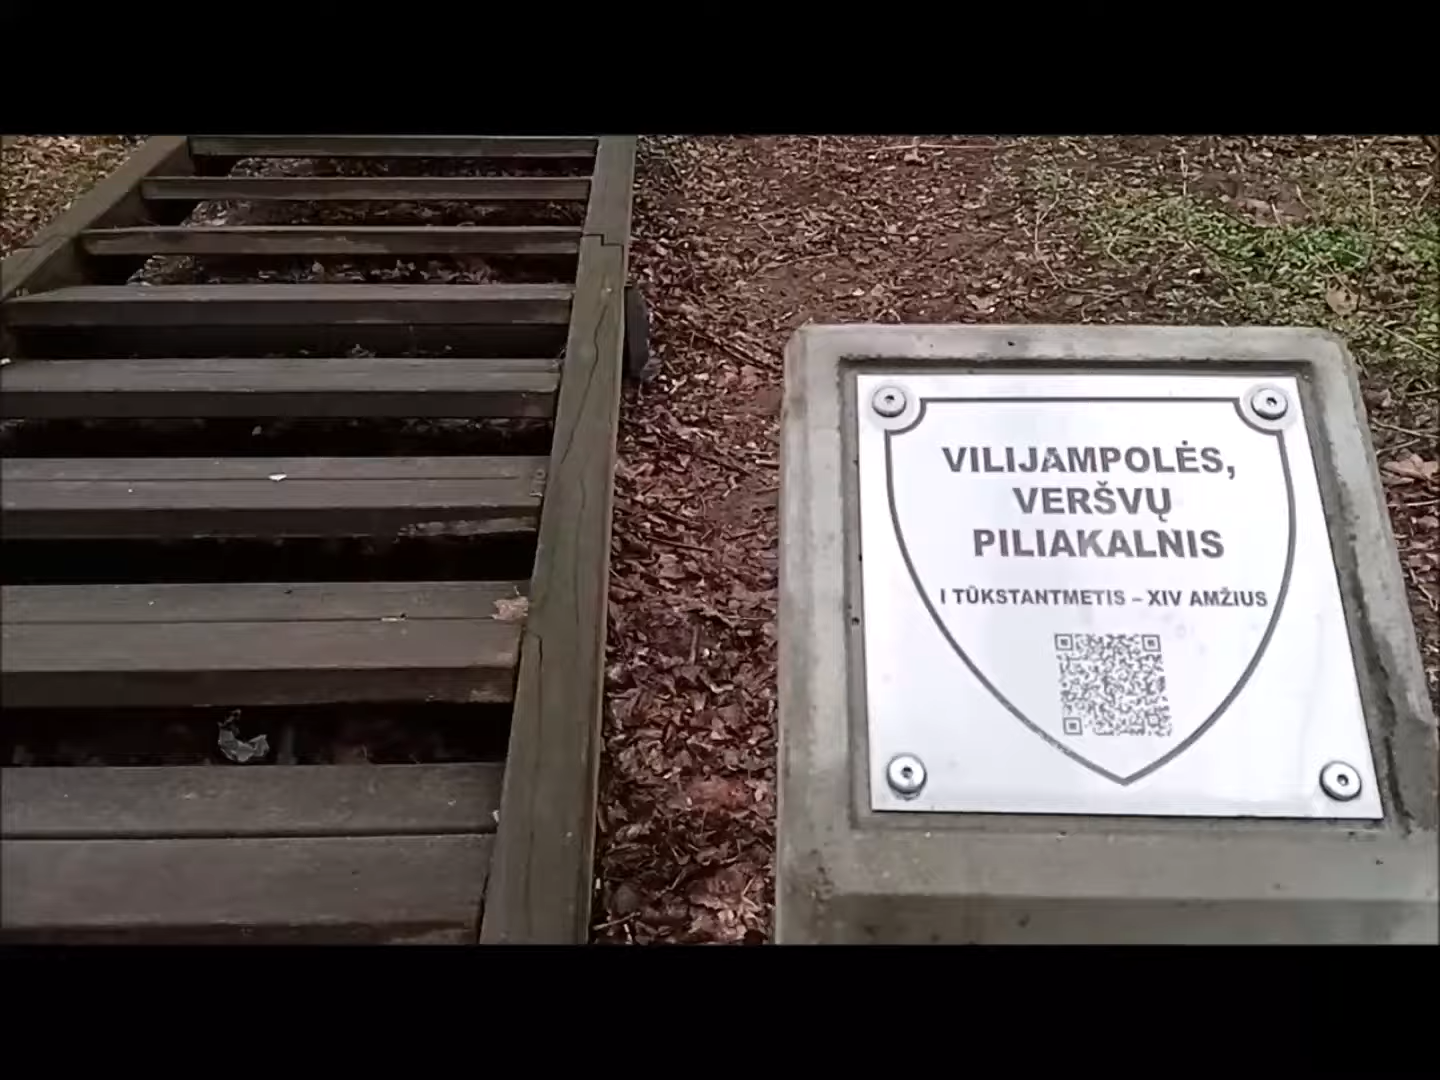 VILIJAMPOLĖS,
VERŠVŲ
PILIAKALNIS
I TŪKSTANTMETIS – XIV AMŽIUS